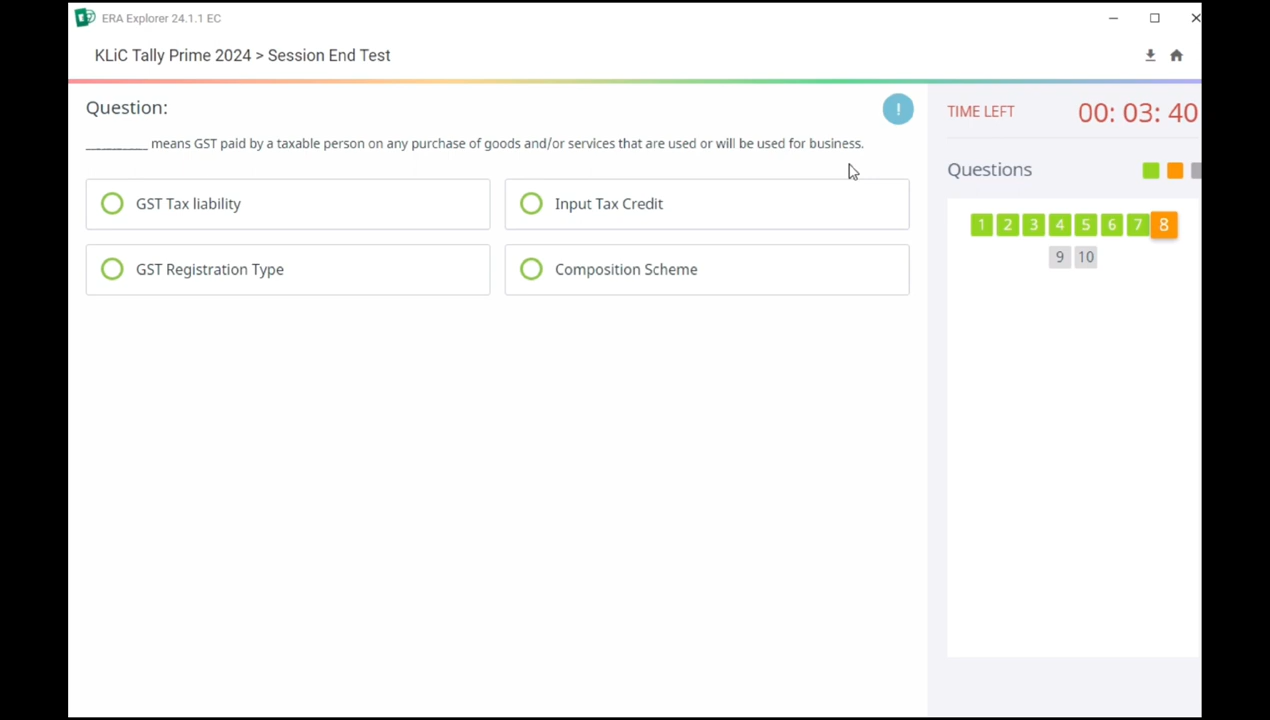 ERA Explorer 24.1.1 EC
KLiC Tally Prime 2024 > Session End Test
Question:
!
TIME LEFT 00: 03: 40
__________ means GST paid by a taxable person on any purchase of goods and/or services that are used or will be used for business.
Questions
GST Tax liability
Input Tax Credit
1 2 3 4 5 6 7 8
9 10
GST Registration Type
Composition Scheme